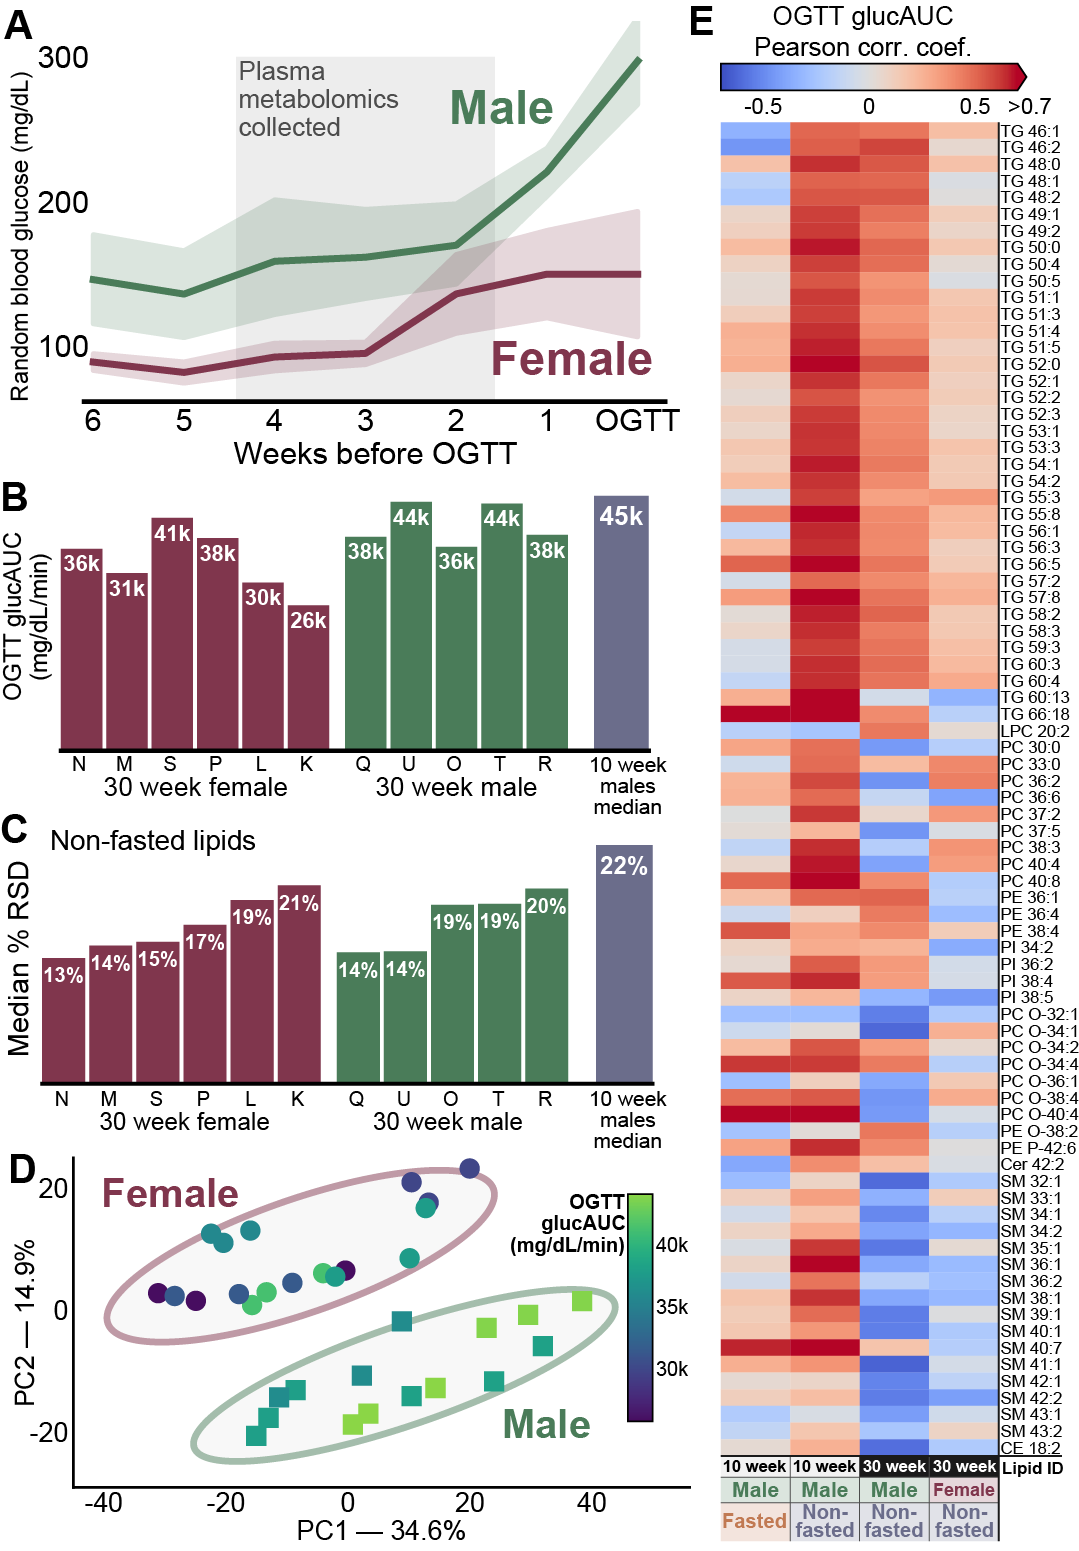 A
Random blood glucose (mg/dL)
300
200
100
Plasma
metabolomics
collected
Male
Female
6 5 4 3 2 1 OGTT
Weeks before OGTT
B
OGTT glucAUC
(mg/dL/min)
36k 31k 41k 38k 30k 26k 38k 44k 36k 44k 38k 45k
N M S P L K Q U O T R 10 week
males
median
30 week female 30 week male
C
Non-fasted lipids
Median % RSD
13% 14% 15% 17% 19% 21% 14% 14% 19% 19% 20% 22%
N M S P L K Q U O T R 10 week
males
median
30 week female 30 week male
D
Female
Male
OGTT
glucAUC
(mg/dL/min)
40k
35k
30k
PC2 — 14.9%
20
0
-20
-40 -20 0 20 40
PC1 — 34.6%
E
OGTT glucAUC
Pearson corr. coef.
-0.5 0 0.5 >0.7
TG 46:1
TG 46:2
TG 48:0
TG 48:1
TG 48:2
TG 49:1
TG 49:2
TG 50:0
TG 50:4
TG 50:5
TG 51:1
TG 51:3
TG 51:4
TG 51:5
TG 52:0
TG 52:1
TG 52:2
TG 52:3
TG 53:1
TG 53:3
TG 54:1
TG 54:2
TG 55:3
TG 55:8
TG 56:1
TG 56:3
TG 56:5
TG 57:2
TG 57:8
TG 58:2
TG 58:3
TG 59:3
TG 60:3
TG 60:4
TG 60:13
TG 66:18
LPC 20:2
PC 30:0
PC 33:0
PC 36:2
PC 36:6
PC 37:2
PC 37:5
PC 38:3
PC 40:4
PC 40:8
PE 36:1
PE 36:4
PE 38:4
PI 34:2
PI 36:2
PI 38:4
PI 38:5
PC O-32:1
PC O-34:1
PC O-34:2
PC O-34:4
PC O-36:1
PC O-38:4
PC O-40:4
PE O-38:2
PE P-42:6
Cer 42:2
SM 32:1
SM 33:1
SM 34:1
SM 34:2
SM 35:1
SM 36:1
SM 36:2
SM 38:1
SM 39:1
SM 40:1
SM 40:7
SM 41:1
SM 42:1
SM 42:2
SM 43:1
SM 43:2
CE 18:2
10 week 10 week 30 week 30 week Lipid ID
Male Male Male Female
Fasted Non-fasted Non-fasted Non-fasted